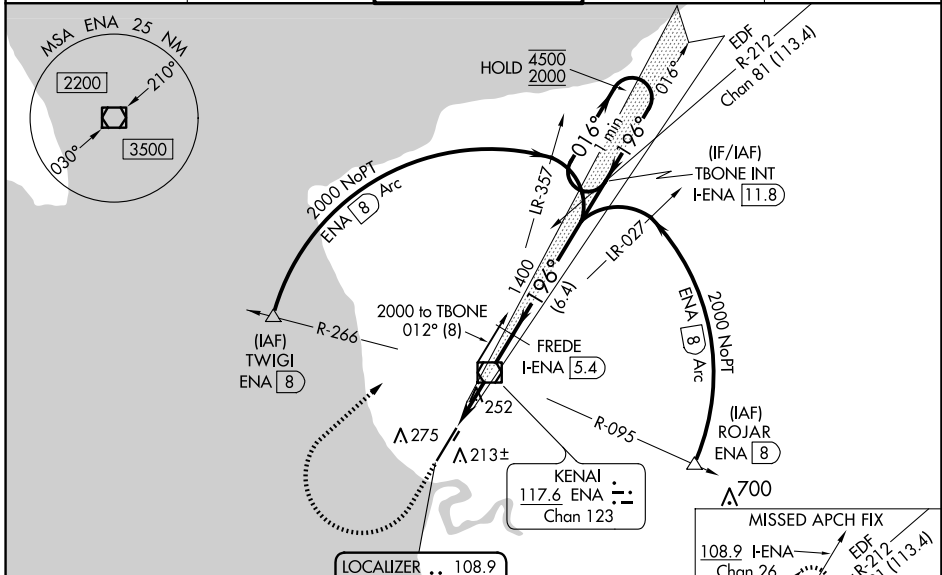 MSA ENA 25 NM
2200
210°
030°
3500
HOLD 4500
2000
016°
1 min
196°
016°
EDF
R-212
Chan 81 (113.4)
(IF/IAF)
TBONE INT
I-ENA 11.8
2000 NoPT
ENA 8 Arc
LR-357
LR-027
1400
196°
(6.4)
2000 to TBONE
012° (8)
FREDE
I-ENA 5.4
R-266
(IAF)
TWIGI
ENA 8
2000 NoPT
ENA 8 Arc
R-095
(IAF)
ROJAR
ENA 8
252
275
213±
700
KENAI
117.6 ENA
Chan 123
LOCALIZER 108.9
MISSED APCH FIX
108.9 I-ENA
Chan 26
EDF
R-212
(113.4)